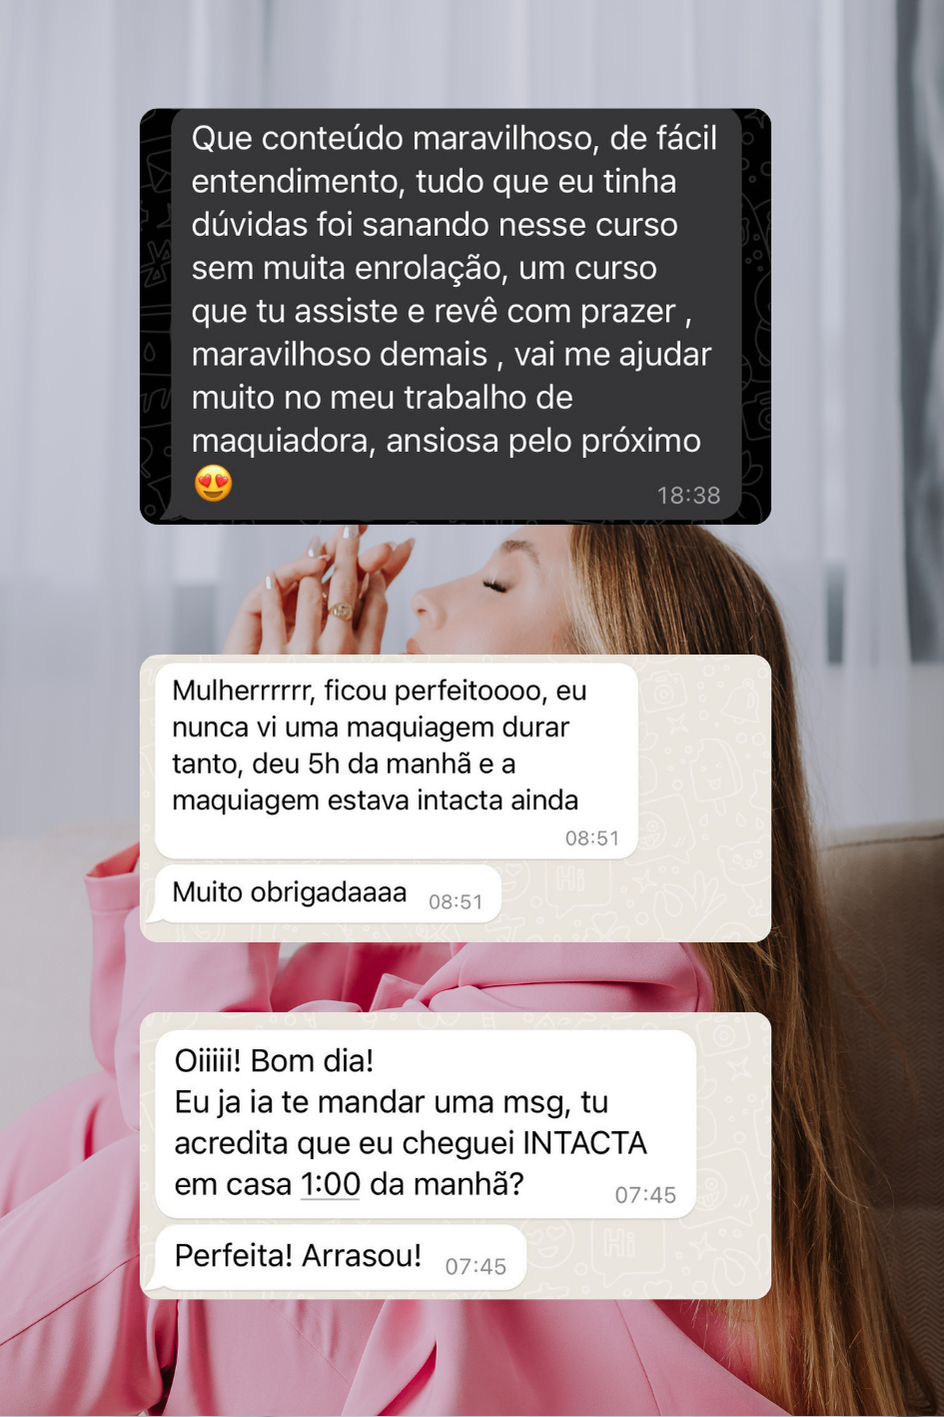 Que conteúdo maravilhoso, de fácil
entendimento, tudo que eu tinha
dúvidas foi sanando nesse curso
sem muita enrolação, um curso
que tu assiste e revê com prazer ,
maravilhoso demais , vai me ajudar
muito no meu trabalho de
maquiadora, ansiosa pelo próximo
😍 18:38
Mulherrrrrr, ficou perfeitoooo, eu
nunca vi uma maquiagem durar
tanto, deu 5h da manhã e a
maquiagem estava intacta ainda
08:51
Muito obrigadaaaa 08:51
Oiiiii! Bom dia!
Eu ja ia te mandar uma msg, tu
acredita que eu cheguei INTACTA
em casa 1:00 da manhã? 07:45
Perfeita! Arrasou! 07:45